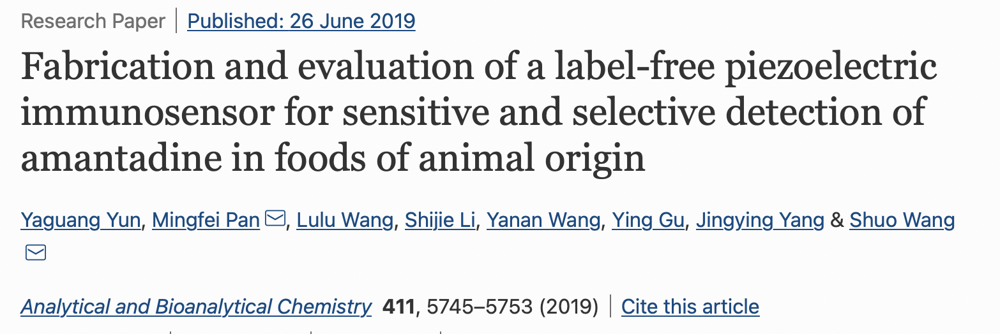 Research Paper | Published: 26 June 2019
Fabrication and evaluation of a label-free piezoelectric
immunosensor for sensitive and selective detection of
amantadine in foods of animal origin
Yaguang Yun, Mingfei Pan, Lulu Wang, Shijie Li, Yanan Wang, Ying Gu, Jingying Yang & Shuo Wang
Analytical and Bioanalytical Chemistry 411, 5745–5753 (2019) | Cite this article